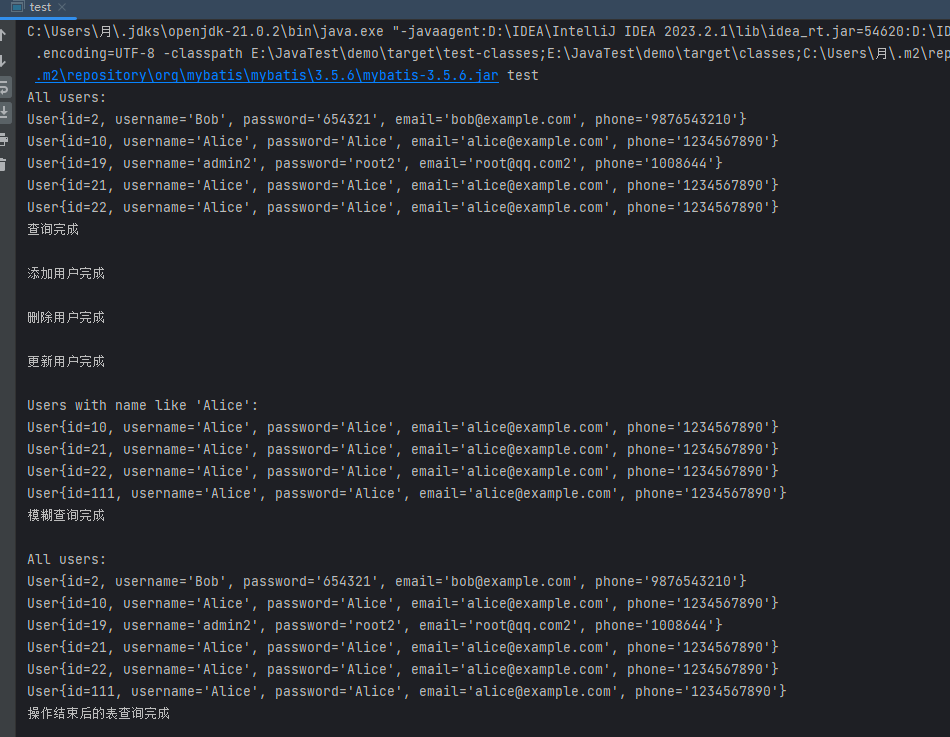 test
C:\Users\月\.jdks\openjdk-21.0.2\bin\java.exe "-javaagent:D:\IDEA\IntelliJ IDEA 2023.2.1\lib\idea_rt.jar=54620:D:\ID
.encoding=UTF-8 -classpath E:\JavaTest\demo\target\test-classes;E:\JavaTest\demo\target\classes;C:\Users\月\.m2\rep
.m2\repository\org\mybatis\mybatis\3.5.6\mybatis-3.5.6.jar test
All users:
User{id=2, username='Bob', password='654321', email='bob@example.com', phone='9876543210'}
User{id=10, username='Alice', password='Alice', email='alice@example.com', phone='1234567890'}
User{id=19, username='admin2', password='root2', email='root@qq.com2', phone='1008644'}
User{id=21, username='Alice', password='Alice', email='alice@example.com', phone='1234567890'}
User{id=22, username='Alice', password='Alice', email='alice@example.com', phone='1234567890'}
查询完成
添加用户完成
删除用户完成
更新用户完成
Users with name like 'Alice':
User{id=10, username='Alice', password='Alice', email='alice@example.com', phone='1234567890'}
User{id=21, username='Alice', password='Alice', email='alice@example.com', phone='1234567890'}
User{id=22, username='Alice', password='Alice', email='alice@example.com', phone='1234567890'}
User{id=111, username='Alice', password='Alice', email='alice@example.com', phone='1234567890'}
模糊查询完成
All users:
User{id=2, username='Bob', password='654321', email='bob@example.com', phone='9876543210'}
User{id=10, username='Alice', password='Alice', email='alice@example.com', phone='1234567890'}
User{id=19, username='admin2', password='root2', email='root@qq.com2', phone='1008644'}
User{id=21, username='Alice', password='Alice', email='alice@example.com', phone='1234567890'}
User{id=22, username='Alice', password='Alice', email='alice@example.com', phone='1234567890'}
User{id=111, username='Alice', password='Alice', email='alice@example.com', phone='1234567890'}
操作结束后的表查询完成